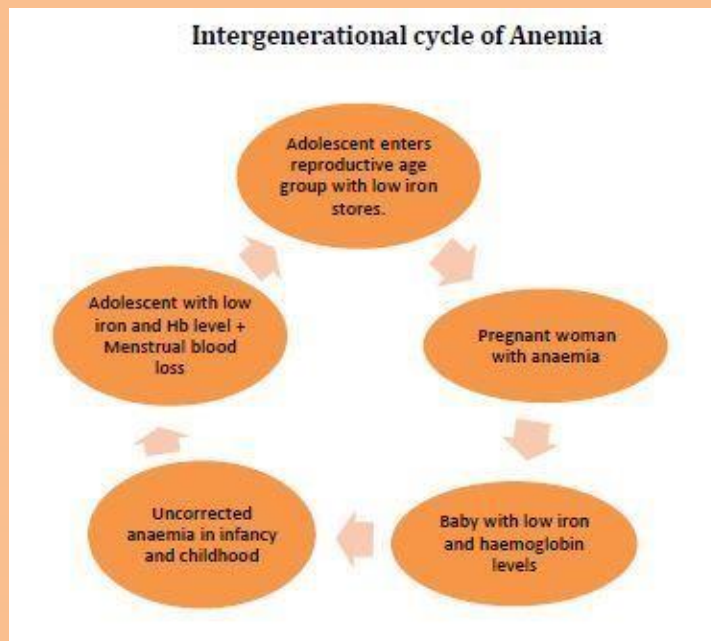 Intergenerational cycle of Anemia
Adolescent enters
reproductive age
group with low iron
stores.
Pregnant woman
with anaemia
Baby with low iron
and haemoglobin
levels
Uncorrected
anaemia in infancy
and childhood
Adolescent with low
iron and Hb level +
Menstrual blood
loss